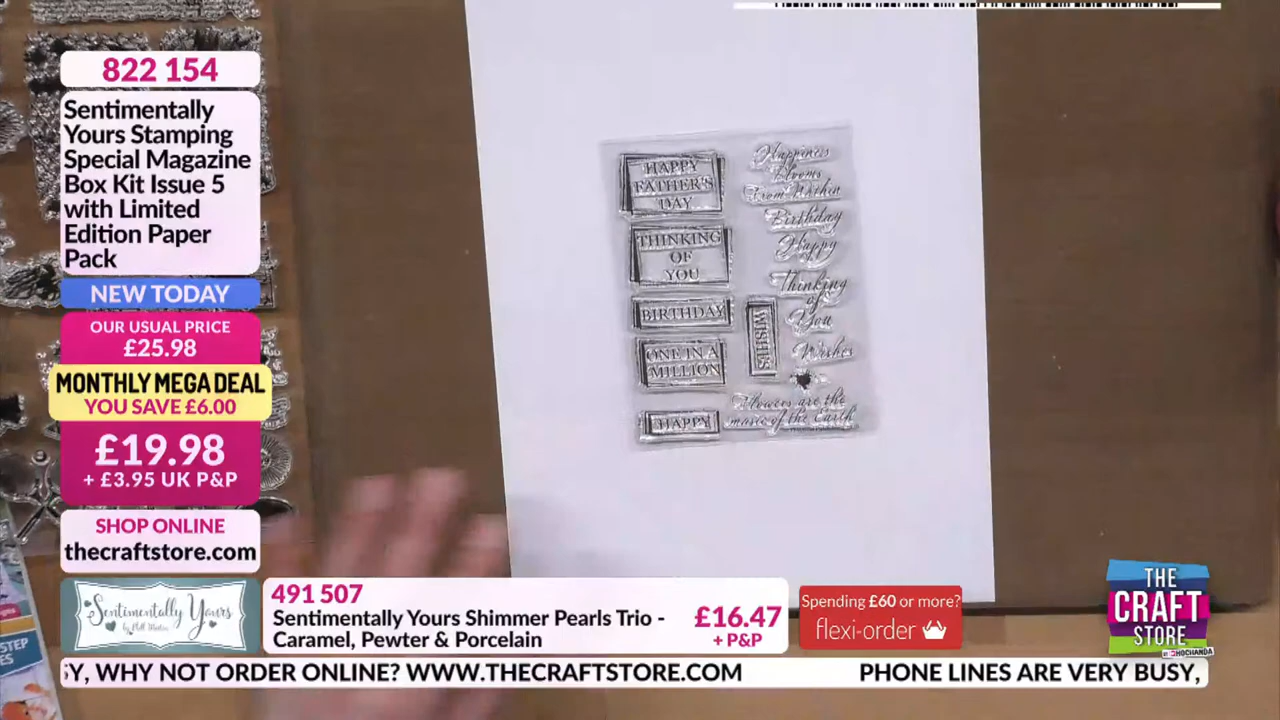 822 154
Sentimentally
Yours Stamping
Special Magazine
Box Kit Issue 5
with Limited
Edition Paper
Pack
NEW TODAY
OUR USUAL PRICE
£25.98
MONTHLY MEGA DEAL
YOU SAVE £6.00
£19.98
+ £3.95 UK P&P
SHOP ONLINE
thecraftstore.com
HAPPY
FATHER'S
DAY
THINKING
OF
YOU
BIRTHDAY
ONE IN A
MILLION
HAPPY
WISHES
Happiness
blooms
From Within
Birthday
Happy
Thinking
of
You
Wishes
Flowers are the
music of the Earth
STEP
ES
Sentimentally Yours
491 507
Sentimentally Yours Shimmer Pearls Trio -
Caramel, Pewter & Porcelain
£16.47
+ P&P
Spending £60 or more?
flexi-order
THE
CRAFT
STORE
HOCHANDA
Y, WHY NOT ORDER ONLINE? WWW.THECRAFTSTORE.COM
PHONE LINES ARE VERY BUSY,